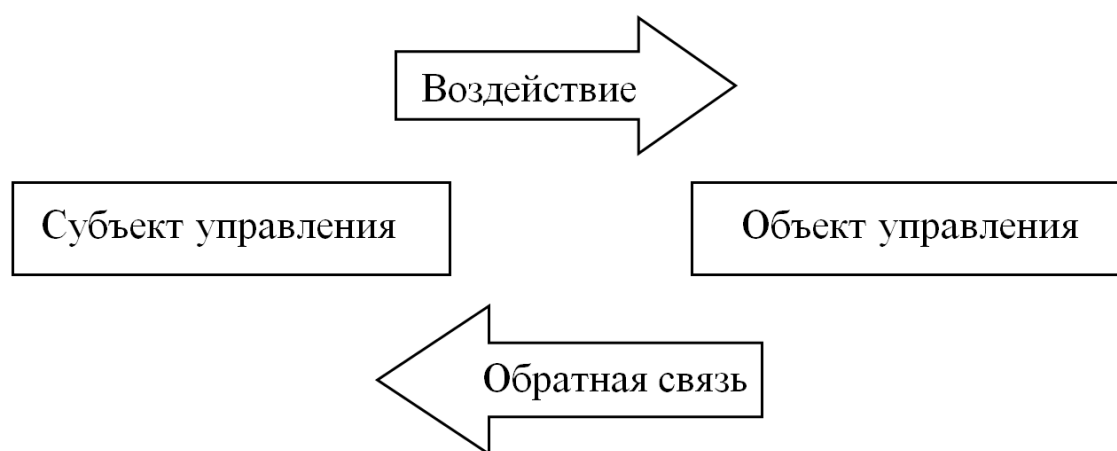 Воздействие
Субъект управления
Объект управления
Обратная связь